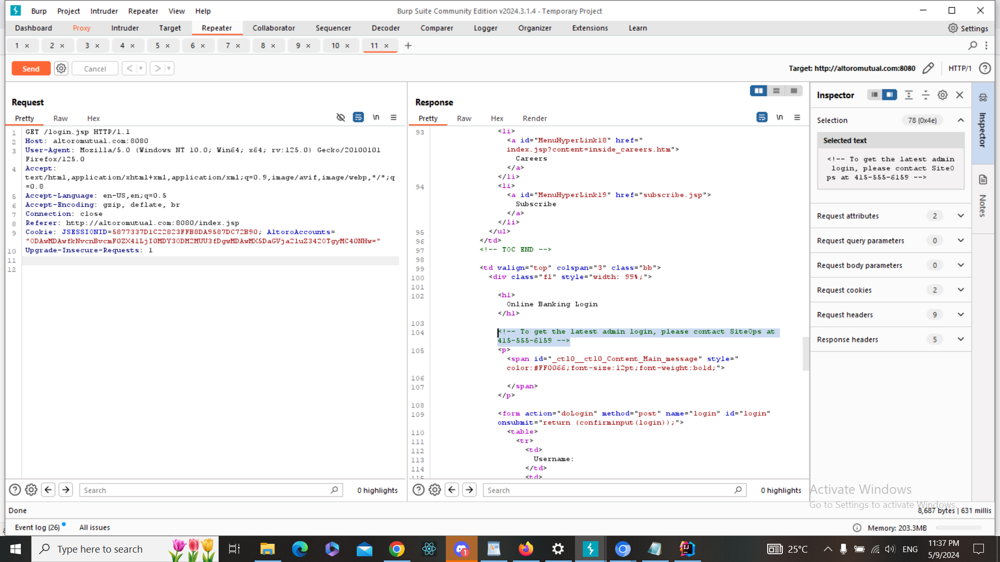 Burp Project Intruder Repeater View Help
Burp Suite Community Edition v2024.3.1.4 - Temporary Project
Dashboard Proxy Intruder Target Repeater Collaborator Sequencer Decoder Comparer Logger Organizer Extensions Learn
Settings
1 × 2 × 3 × 4 × 5 × 6 × 7 × 8 × 9 × 10 × 11 × +
Send Cancel < >
Target: http://altoromutual.com:8080 HTTP/1
Request
Pretty Raw Hex \n
1 GET /login.jsp HTTP/1.1
2 Host: altoromutual.com:8080
3 User-Agent: Mozilla/5.0 (Windows NT 10.0; Win64; x64; rv:125.0) Gecko/20100101
Firefox/125.0
4 Accept:
text/html,application/xhtml+xml,application/xml;q=0.9,image/avif,image/webp,*/*;q
=0.8
5 Accept-Language: en-US,en;q=0.5
6 Accept-Encoding: gzip, deflate, br
7 Connection: close
8 Referer: http://altoromutual.com:8080/index.jsp
9 Cookie: JSESSIONID=5877337D1C22823FFB8DA9587DC72B90; AltoroAccounts=
10 Upgrade-Insecure-Requests: 1
11
12
Search
0 highlights
Response
Pretty Raw Hex Render \n
93 <li>
<a id="MenuHyperLink18" href="
index.jsp?content=inside_careers.htm">
Careers
</a>
</li>
94 <li>
<a id="MenuHyperLink19" href="subscribe.jsp">
Subscribe
</a>
</li>
95 </ul>
96 </td>
97 <!-- TOC END -->
98
99 <td valign="top" colspan="3" class="bb">
100 <div class="fl" style="width: 99%;">
101
102 <h1>
Online Banking Login
</h1>
103
104 <!-- To get the latest admin login, please contact SiteOps at
415-555-6159 -->
105 <p>
<span id="_ctl0__ctl0_Content_Main_message" style="
color:#FF0066;font-size:12pt;font-weight:bold;">
106
107 </span>
</p>
108
109 <form action="doLogin" method="post" name="login" id="login"
onsubmit="return (confirminput(login));">
110 <table>
111 <tr>
112 <td>
113 Username:
114 </td>
115 <td>
Search
0 highlights
Inspector
Selection 78 (0x4e)
Selected text
<!-- To get the latest admin
login, please contact SiteO
ps at 415-555-6159 -->
Request attributes 2
Request query parameters 0
Request body parameters 0
Request cookies 2
Request headers 9
Response headers 5
Inspector
Notes
Activate Windows
Go to Settings to activate Windows.
Done
8,687 bytes | 631 millis
Event log (26) All issues
Memory: 203.3MB
Type here to search
1
25°C
ENG
11:37 PM
5/9/2024